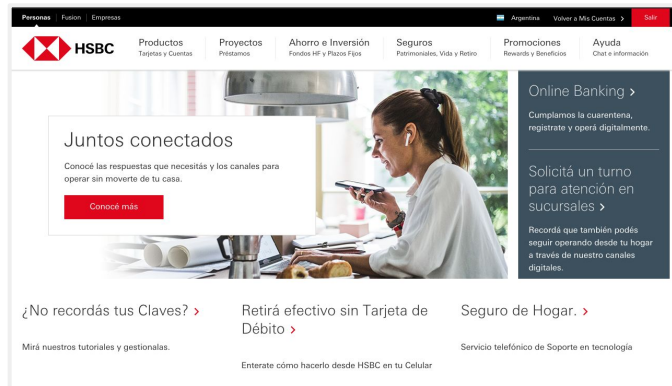 Personas Fusion Empresas
Argentina Volver a Mis Cuentas > Salir
HSBC
Productos
Tarjetas y Cuentas
Proyectos
Préstamos
Ahorro e Inversión
Fondos HF y Plazos Fijos
Seguros
Patrimoniales, Vida y Retiro
Promociones
Rewards y Beneficios
Ayuda
Chat e información
Juntos conectados
Conocé las respuestas que necesitás y los canales para
operar sin moverte de tu casa.
Conocé más
Online Banking >
Cumplamos la cuarentena,
registrate y operá digitalmente.
Solicitá un turno
para atención en
sucursales >
Recordá que también podés
seguir operando desde tu hogar
a través de nuestro canales
digitales.
¿No recordás tus Claves? >
Mirá nuestros tutoriales y gestionalas.
Retirá efectivo sin Tarjeta de
Débito >
Enterate cómo hacerlo desde HSBC en tu Celular
Seguro de Hogar. >
Servicio telefónico de Soporte en tecnología